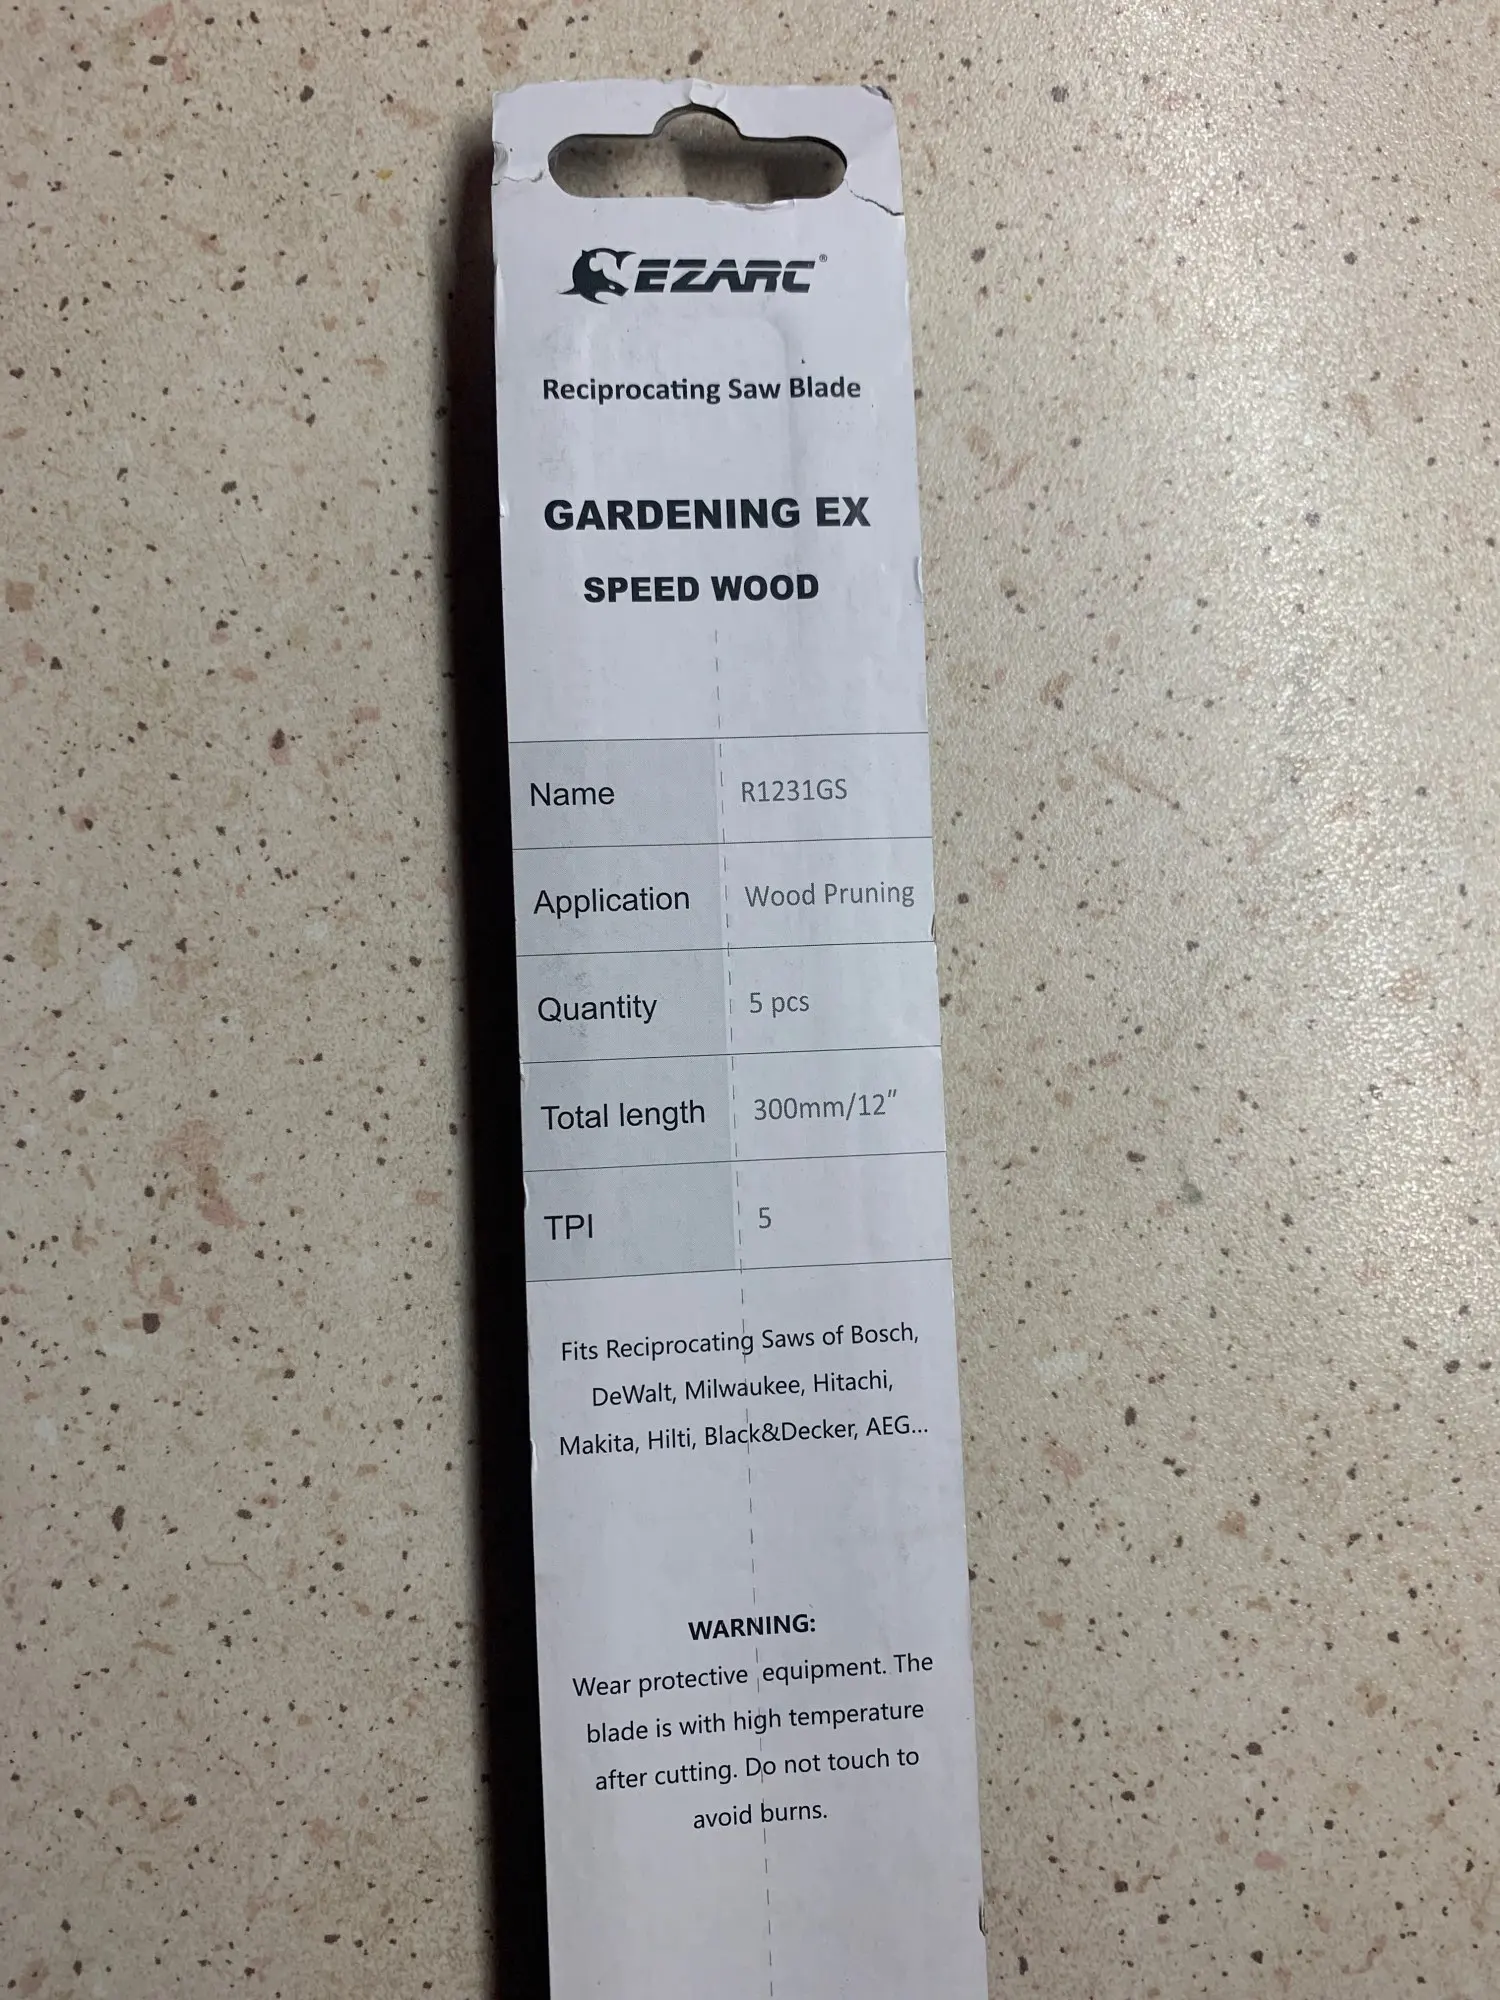 EZARC®
Reciprocating Saw Blade
GARDENING EX
SPEED WOOD
Name R1231GS
Application Wood Pruning
Quantity 5 pcs
Total length 300mm/12"
TPI 5
Fits Reciprocating Saws of Bosch,
DeWalt, Milwaukee, Hitachi,
Makita, Hilti, Black&Decker, AEG...
WARNING:
Wear protective equipment. The
blade is with high temperature
after cutting. Do not touch to
avoid burns.